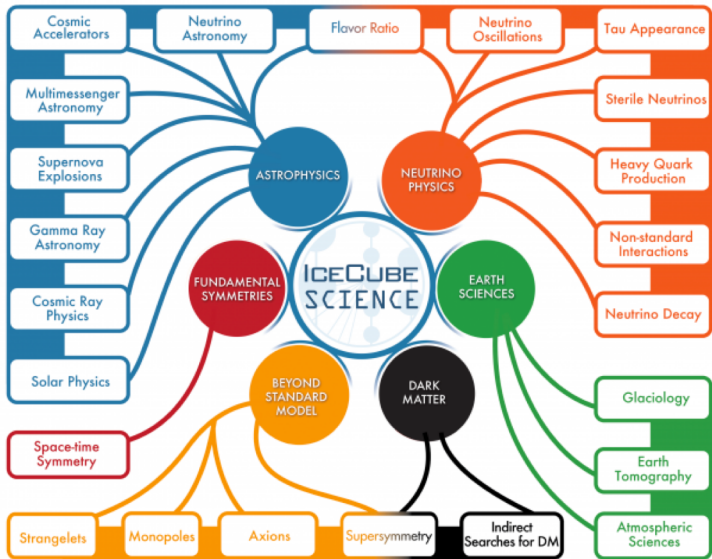 Cosmic
Accelerators
Neutrino
Astronomy
Flavor Ratio
Neutrino
Oscillations
Tau Appearance
Multimessenger
Astronomy
Sterile Neutrinos
Supernova
Explosions
ASTROPHYSICS
NEUTRINO
PHYSICS
Heavy Quark
Production
Gamma Ray
Astronomy
Non-standard
Interactions
FUNDAMENTAL
SYMMETRIES
ICECUBE
SCIENCE
EARTH
SCIENCES
Cosmic Ray
Physics
Neutrino Decay
Solar Physics
BEYOND
STANDARD
MODEL
DARK
MATTER
Glaciology
Space-time
Symmetry
Earth
Tomography
Strangelets
Monopoles
Axions
Supersymmetry
Indirect
Searches for DM
Atmospheric
Sciences